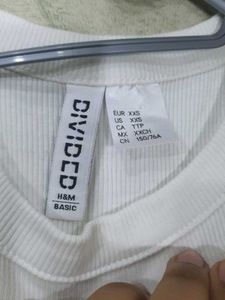 DIVIDED
H&M
BASIC
EUR XXS
US XXS
CA TTP
MX XXCH
CN 150/76A